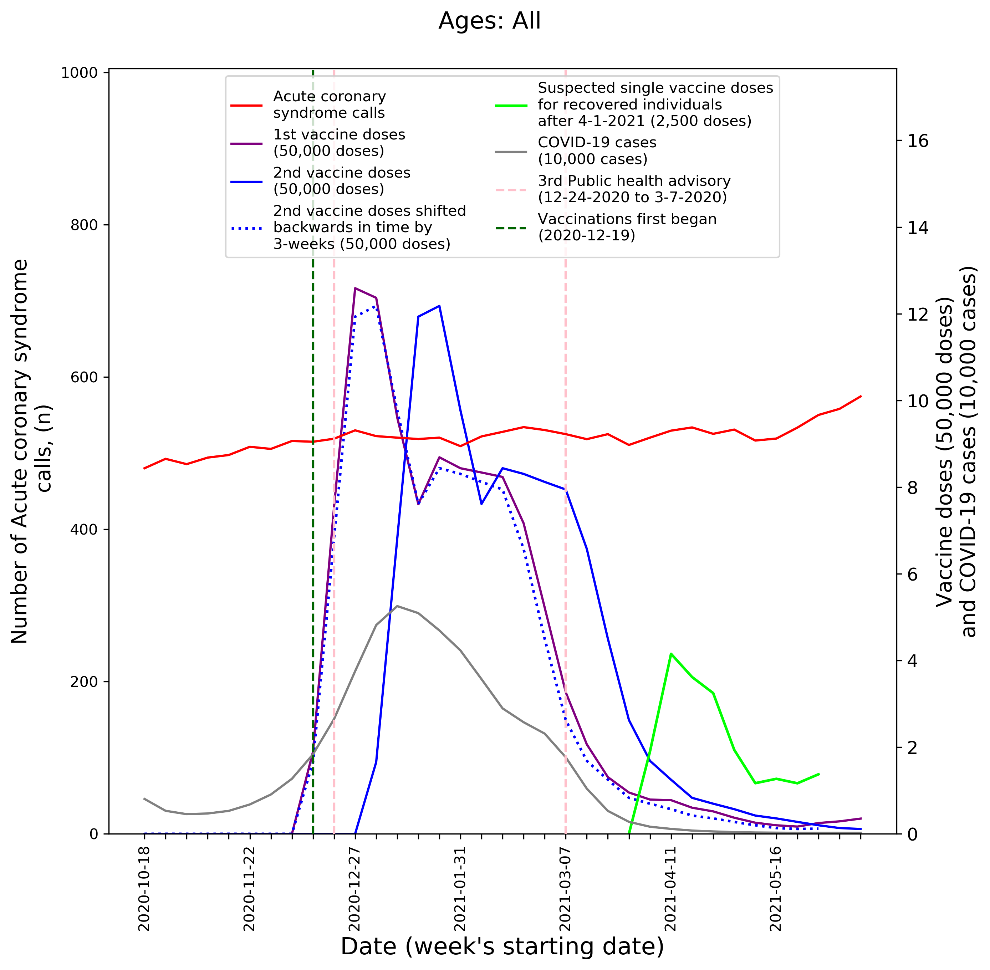 Ages: All
Acute coronary
syndrome calls
1st vaccine doses
(50,000 doses)
2nd vaccine doses
(50,000 doses)
2nd vaccine doses shifted
backwards in time by
3-weeks (50,000 doses)
Suspected single vaccine doses
for recovered individuals
after 4-1-2021 (2,500 doses)
COVID-19 cases
(10,000 cases)
3rd Public health advisory
(12-24-2020 to 3-7-2020)
Vaccinations first began
(2020-12-19)
Number of Acute coronary syndrome
calls, (n)
1000
800
600
400
200
0
16
14
12
10
8
6
4
2
0
Vaccine doses (50,000 doses)
and COVID-19 cases (10,000 cases)
2020-10-18
2020-11-22
2020-12-27
2021-01-31
2021-03-07
2021-04-11
2021-05-16
Date (week's starting date)